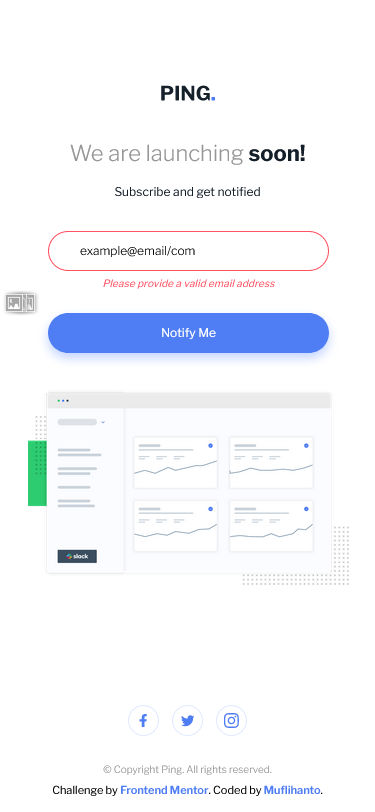 PING.
We are launching soon!
Subscribe and get notified
example@email/com
Please provide a valid email address
Notify Me
slack
© Copyright Ping. All rights reserved.
Challenge by Frontend Mentor. Coded by Muflihanto.